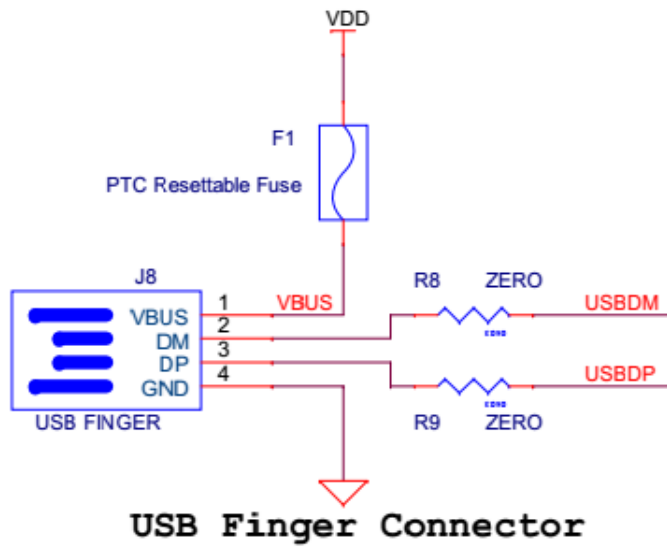 VDD
F1
PTC Resettable Fuse
J8
1 VBUS R8 ZERO
VBUS 2 USBDM
DM 3
DP 4 USBDP
GND
USB FINGER R9 ZERO
USB Finger Connector